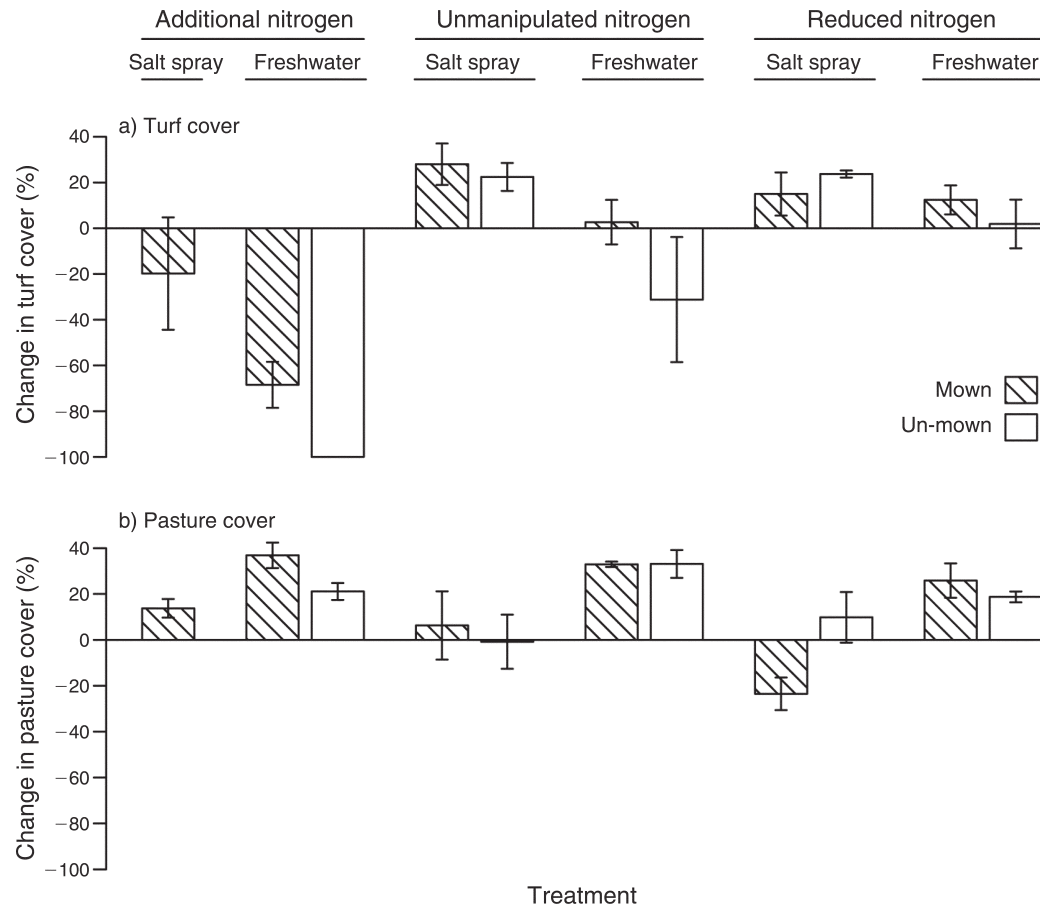 Additional nitrogen Unmanipulated nitrogen Reduced nitrogen
Salt spray Freshwater Salt spray Freshwater Salt spray Freshwater
a) Turf cover
40
20
0
−20
−40
−60
−80
−100
Change in turf cover (%)
Mown
Un-mown
b) Pasture cover
40
20
0
−20
−40
−60
−80
−100
Change in pasture cover (%)
Treatment